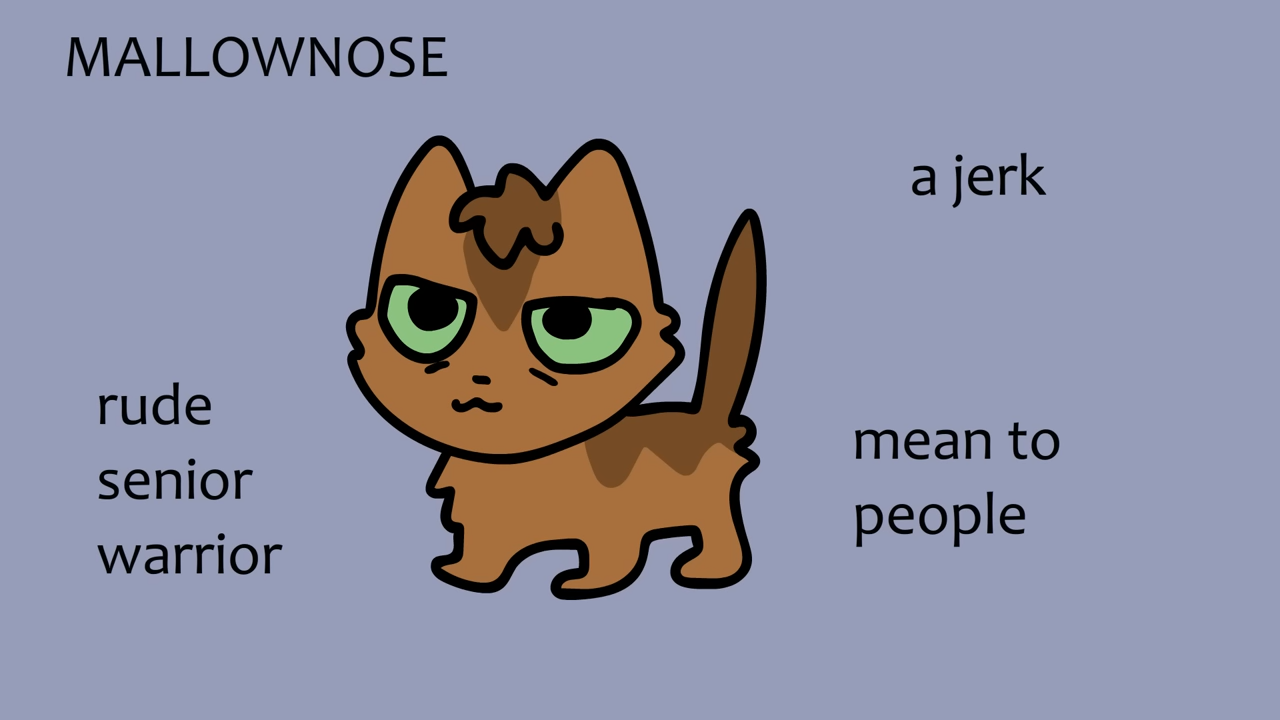 MALLOWNOSE
a jerk
rude
senior
warrior
mean to
people